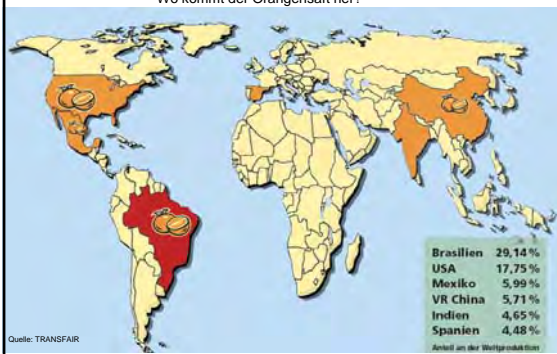 Wo kommt der Orangensaft her?
Brasilien 29,14 %
USA 17,75 %
Mexiko 5,99 %
VR China 5,71 %
Indien 4,65 %
Spanien 4,48 %
Anteil an der Weltproduktion
Quelle: TRANSFAIR